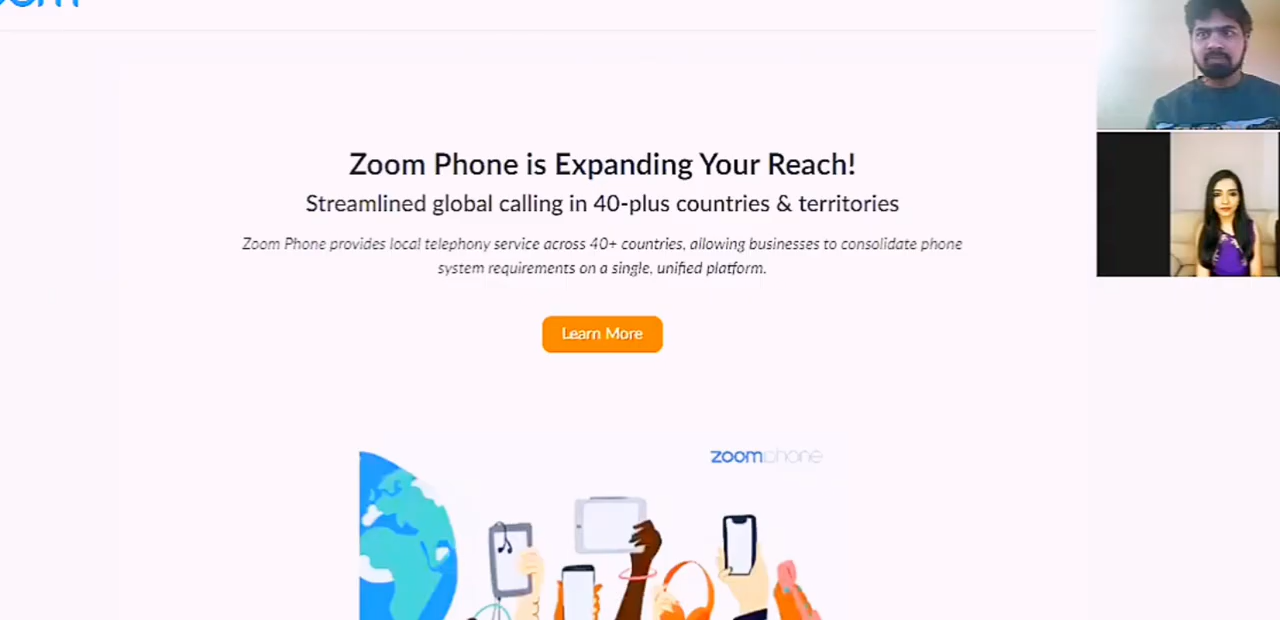 zoom
Zoom Phone is Expanding Your Reach!
Streamlined global calling in 40-plus countries & territories
Zoom Phone provides local telephony service across 40+ countries, allowing businesses to consolidate phone
system requirements on a single, unified platform.
Learn More
zoomphone